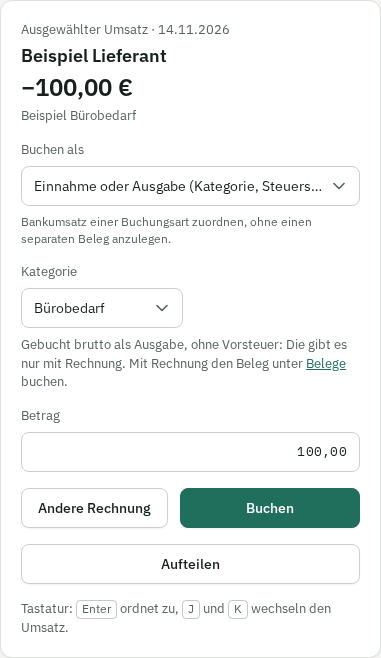 Ausgewählter Umsatz · 14.11.2026
Beispiel Lieferant
−100,00 €
Beispiel Bürobedarf
Buchen als
Einnahme oder Ausgabe (Kategorie, Steuers...
Bankumsatz einer Buchungsart zuordnen, ohne einen
separaten Beleg anzulegen.
Kategorie
Bürobedarf
Gebucht brutto als Ausgabe, ohne Vorsteuer: Die gibt es
nur mit Rechnung. Mit Rechnung den Beleg unter Belege
buchen.
Betrag
100,00
Andere Rechnung Buchen
Aufteilen
Tastatur: Enter ordnet zu, J und K wechseln den
Umsatz.